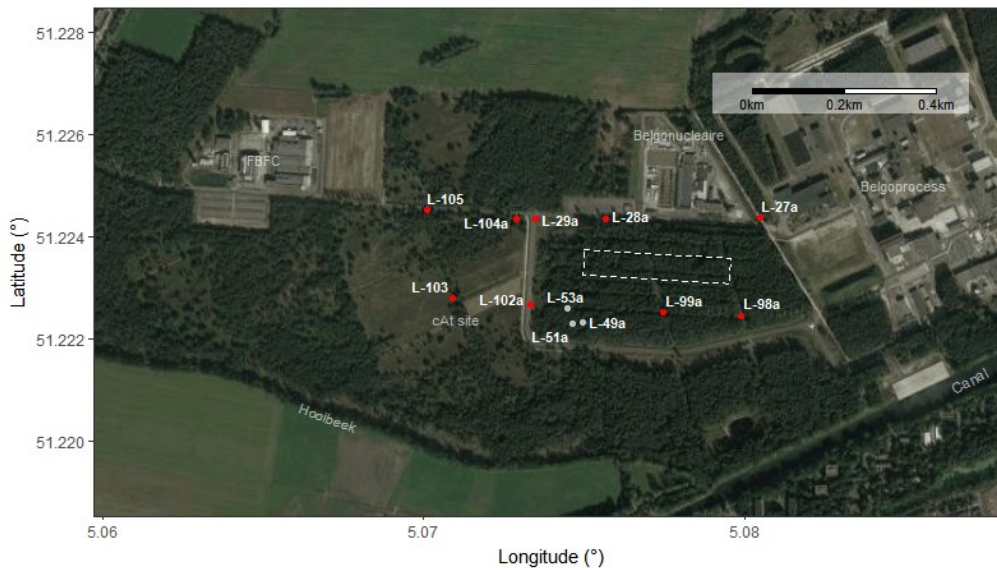 51.228
51.226
51.224
51.222
51.220
Latitude (°)
0km 0.2km 0.4km
Belgonucleaire
FBFC
Belgoprocess
L-105
L-27a
L-104a
L-29a
L-28a
L-103
L-102a
L-53a
L-99a
L-98a
cAt site
L-51a
L-49a
Canal
Hooibeek
5.06 5.07 5.08
Longitude (°)